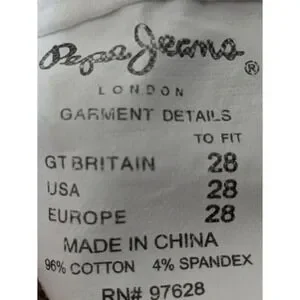 Pepe Jeans ®
LONDON
GARMENT DETAILS
TO FIT
GT BRITAIN 28
USA 28
EUROPE 28
MADE IN CHINA
96% COTTON 4% SPANDEX
RN# 97628